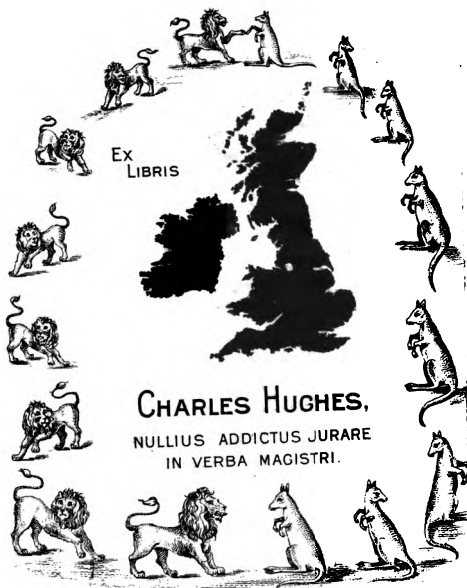 Ex
Libris
Charles Hughes,
NULLIUS ADDICTUS JURARE
IN VERBA MAGISTRI.